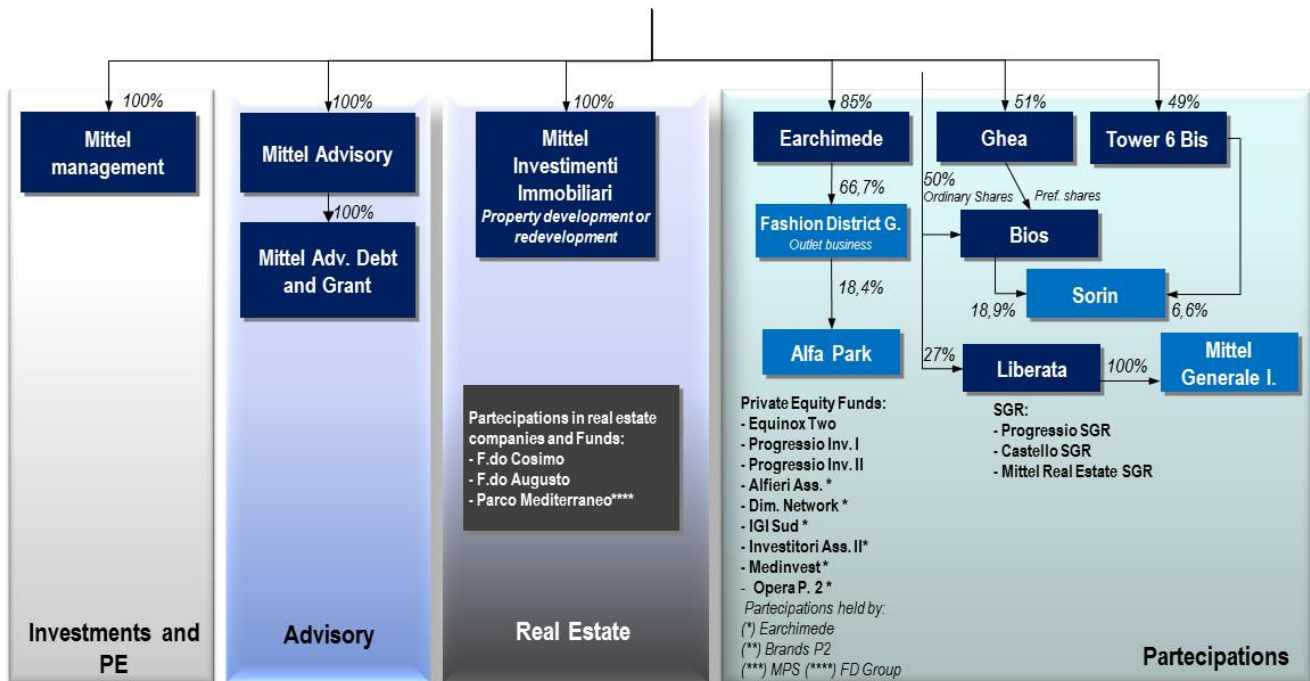 100%
Mittel
management
Investments and
PE
100%
Mittel Advisory
100%
Mittel Adv. Debt
and Grant
Advisory
100%
Mittel
Investimenti
Immobiliari
Property development or
redevelopment
Partecipations in real estate
companies and Funds:
- F.do Cosimo
- F.do Augusto
- Parco Mediterraneo****
Real Estate
85%
Earchimede
66,7%
Fashion District G.
Outlet business
18,4%
Alfa Park
51%
Ghea
49%
Tower 6 Bis
50%
Ordinary Shares
Pref. shares
Bios
Sorin
18,9%
6,6%
27%
Liberata
100%
Mittel
Generale I.
Private Equity Funds:
- Equinox Two
- Progressio Inv. I
- Progressio Inv. II
- Alfieri Ass. *
- Dim. Network *
- IGI Sud *
- Investitori Ass. II*
- Medinvest *
- Opera P. 2 *
Partecipations held by:
(*) Earchimede
(**) Brands P2
(***) MPS (****) FD Group
SGR:
- Progressio SGR
- Castello SGR
- Mittel Real Estate SGR
Partecipations